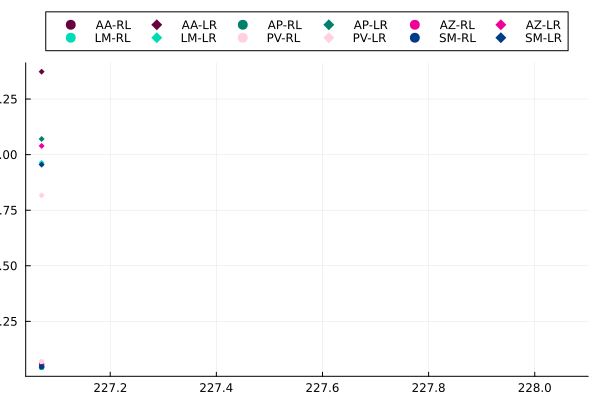 AA-RL AA-LR AP-RL AP-LR AZ-RL AZ-LR
LM-RL LM-LR PV-RL PV-LR SM-RL SM-LR
.25
.00
.75
.50
.25
227.2 227.4 227.6 227.8 228.0